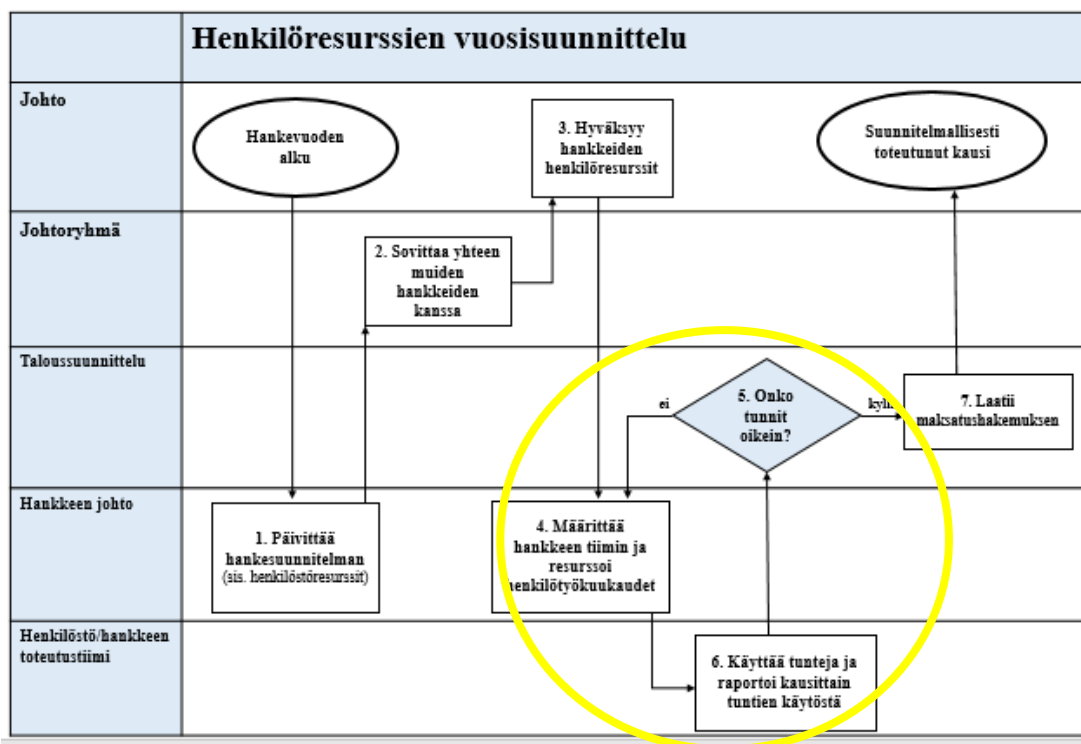 Henkilöresurssien vuosisuunnittelu
Johto
Hankevuoden
alku
3. Hyväksyy
hankkeiden
henkilöresurssit
Suunnitelmallisesti
toteutunut kausi
Johtoryhmä
2. Sovittaa yhteen
muiden
hankkeiden
kanssa
Taloussuunnittelu
ei
5. Onko
tunnit
oikein?
kyllä
7. Laatii
maksatushakemuksen
Hankkeen johto
1. Päivittää
hankesuunnitelman
(sis. henkilöstöresurssit)
4. Määrittää
hankkeen tiimin ja
resurssoi
henkilötyökuukaudet
Henkilöstö/hankkeen
toteutustiimi
6. Käyttää tunteja ja
raportoi kausittain
tuntien käytöstä